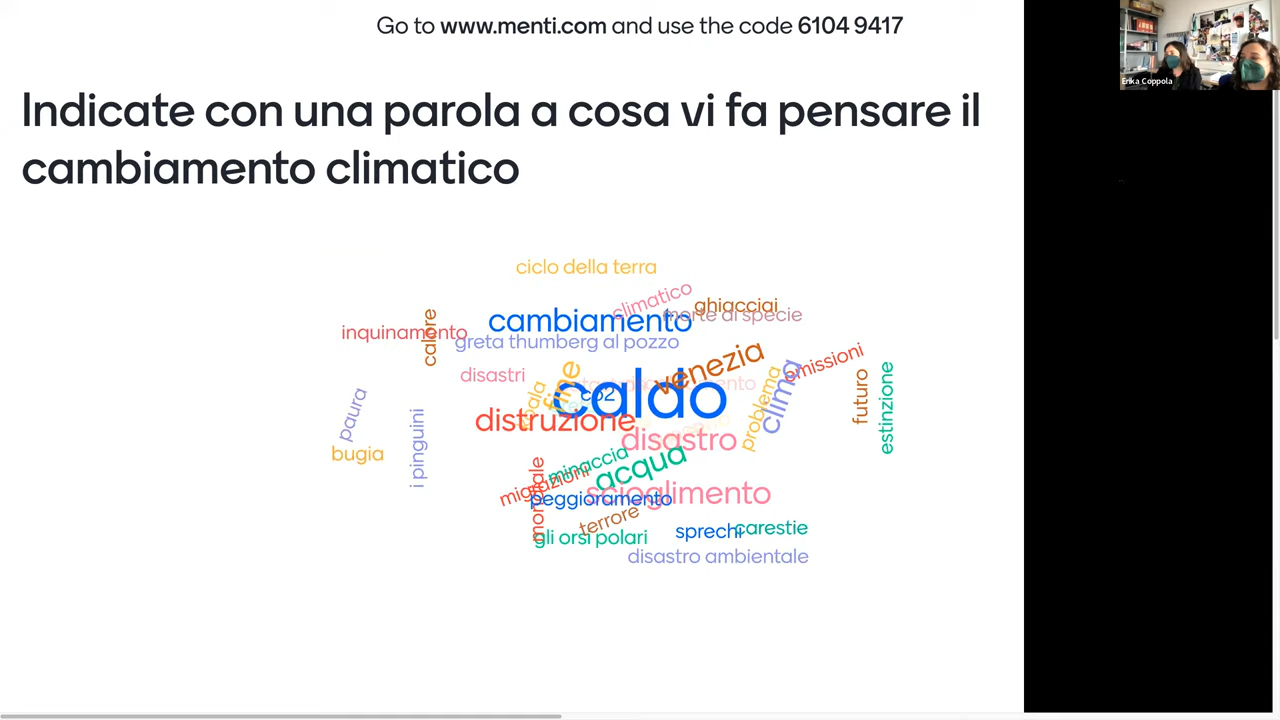 Go to www.menti.com and use the code 6104 9417
Erika Coppola
Indicate con una parola a cosa vi fa pensare il
cambiamento climatico
ciclo della terra
climatico
ghiacciai
morte di specie
cambiamento
inquinamento
calore
greta thumberg al pozzo
venezia
emissioni
disastri
fine
co2
caldo
problema
clima
futuro
estinzione
paura
distruzione
disastro
i pinguini
bugia
minaccia
acqua
migrazioni
scioglimento
peggioramento
mondiale
terrore
gli orsi polari
sprechi
carestie
disastro ambientale